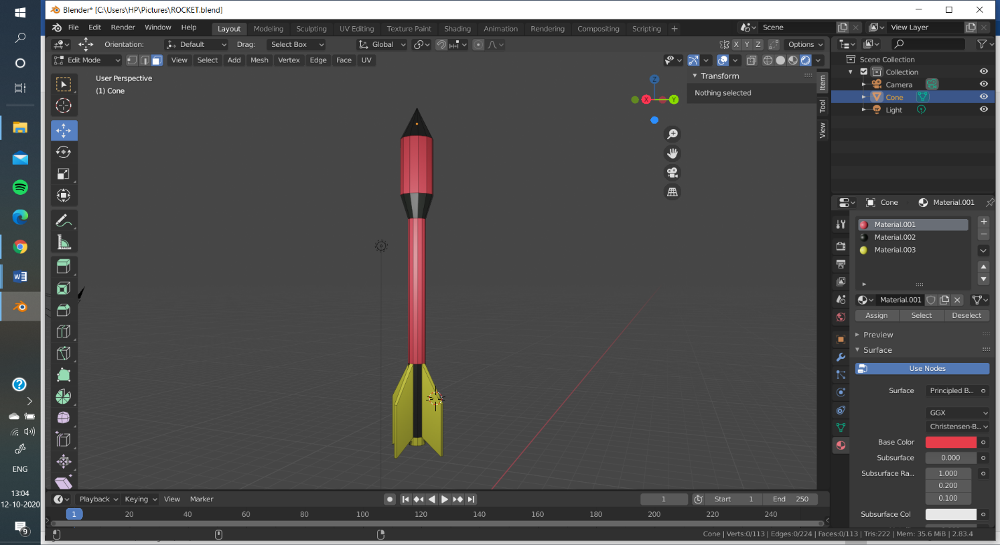 Blender* [C:\Users\HP\Pictures\ROCKET.blend]
File Edit Render Window Help Layout Modeling Sculpting UV Editing Texture Paint Shading Animation Rendering Compositing Scripting + Scene View Layer
Orientation: Default Drag: Select Box Global X Y Z Options
Edit Mode View Select Add Mesh Vertex Edge Face UV
User Perspective
(1) Cone
Z
X
Y
Transform
Nothing selected
Item
Tool
View
Scene Collection
Collection
Camera
Cone
Light
Cone Material.001
Material.001
Material.002
Material.003
Material.001
Assign Select Deselect
Preview
Surface
Use Nodes
Surface Principled B...
GGX
Christensen-B...
Base Color
Subsurface 0.000
Subsurface Ra... 1.000
0.200
0.100
Subsurface Col
Playback Keying View Marker 1 Start 1 End 250
1 20 40 60 80 100 120 140 160 180 200 220 240
Cone | Verts:0/113 | Edges:0/224 | Faces:0/113 | Tris:222 | Mem: 35.6 MiB | 2.83.4
W
?
ENG
13:04
12-10-2020
9